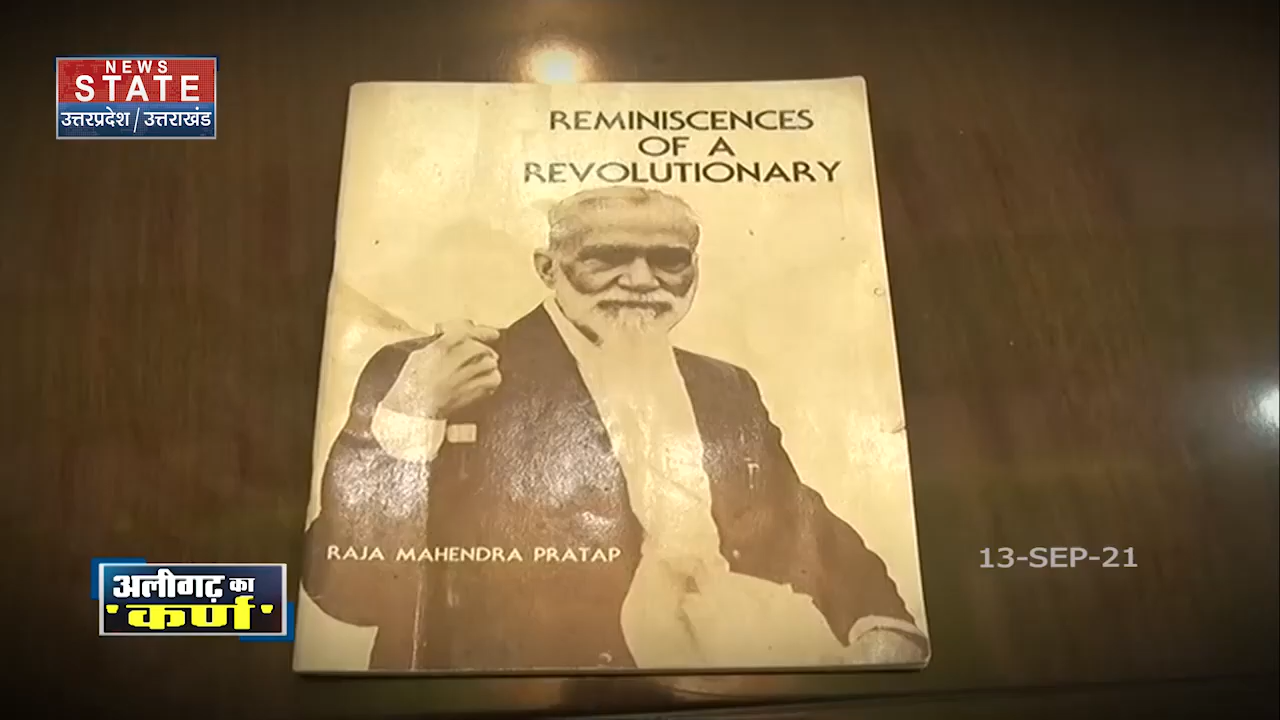 NEWS
STATE
उत्तरप्रदेश/उत्तराखंड
REMINISCENCES
OF A
REVOLUTIONARY
RAJA MAHENDRA PRATAP
13-SEP-21
अलीगढ़ का
'कर्ण'